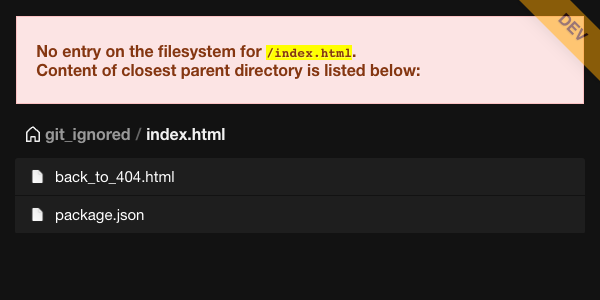 DEV
No entry on the filesystem for /index.html.
Content of closest parent directory is listed below:
git_ignored / index.html
back_to_404.html
package.json